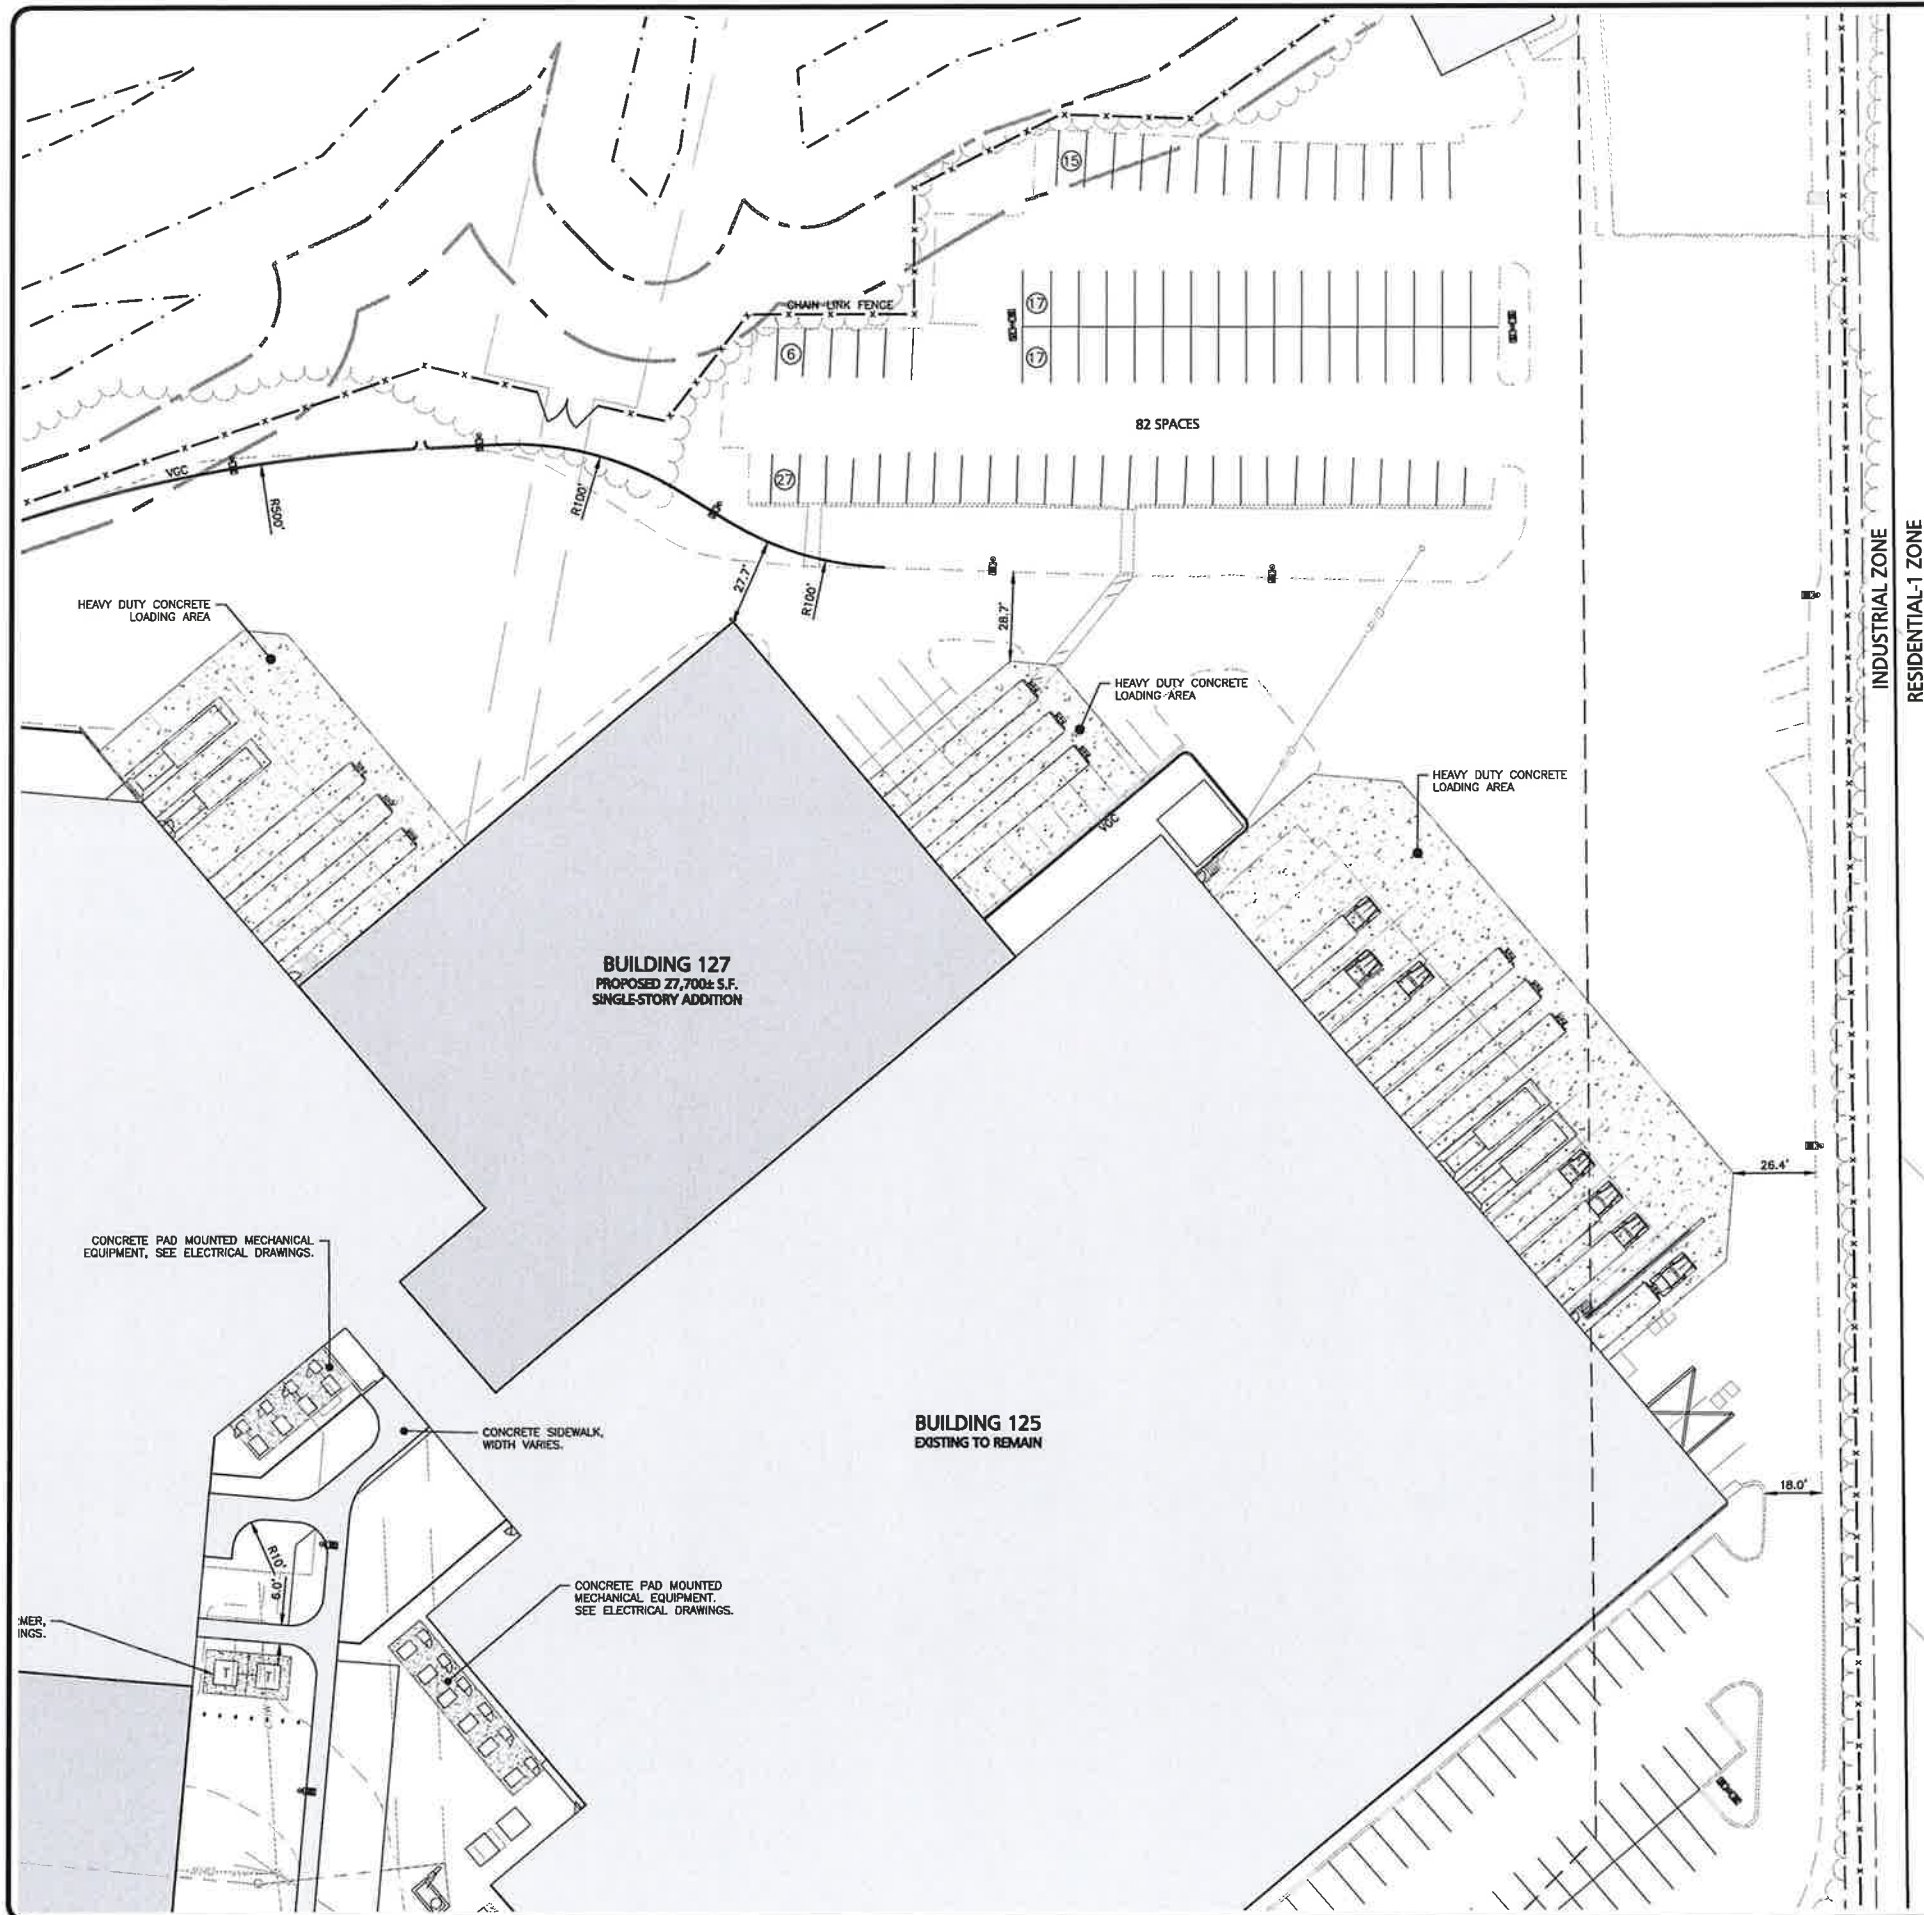 15
CHAIN LINK FENCE
17
6
17
82 SPACES
VGC
27
R500'
R100'
27.7'
R100'
28.7'
INDUSTRIAL ZONE
RESIDENTIAL-1 ZONE
HEAVY DUTY CONCRETE
LOADING AREA
HEAVY DUTY CONCRETE
LOADING AREA
HEAVY DUTY CONCRETE
LOADING AREA
VGC
BUILDING 127
PROPOSED 27,700± S.F.
SINGLE-STORY ADDITION
26.4'
CONCRETE PAD MOUNTED MECHANICAL
EQUIPMENT, SEE ELECTRICAL DRAWINGS.
CONCRETE SIDEWALK,
WIDTH VARIES.
BUILDING 125
EXISTING TO REMAIN
18.0'
R10'
6.0'
CONCRETE PAD MOUNTED
MECHANICAL EQUIPMENT.
SEE ELECTRICAL DRAWINGS.
MER,
INGS.
T
T